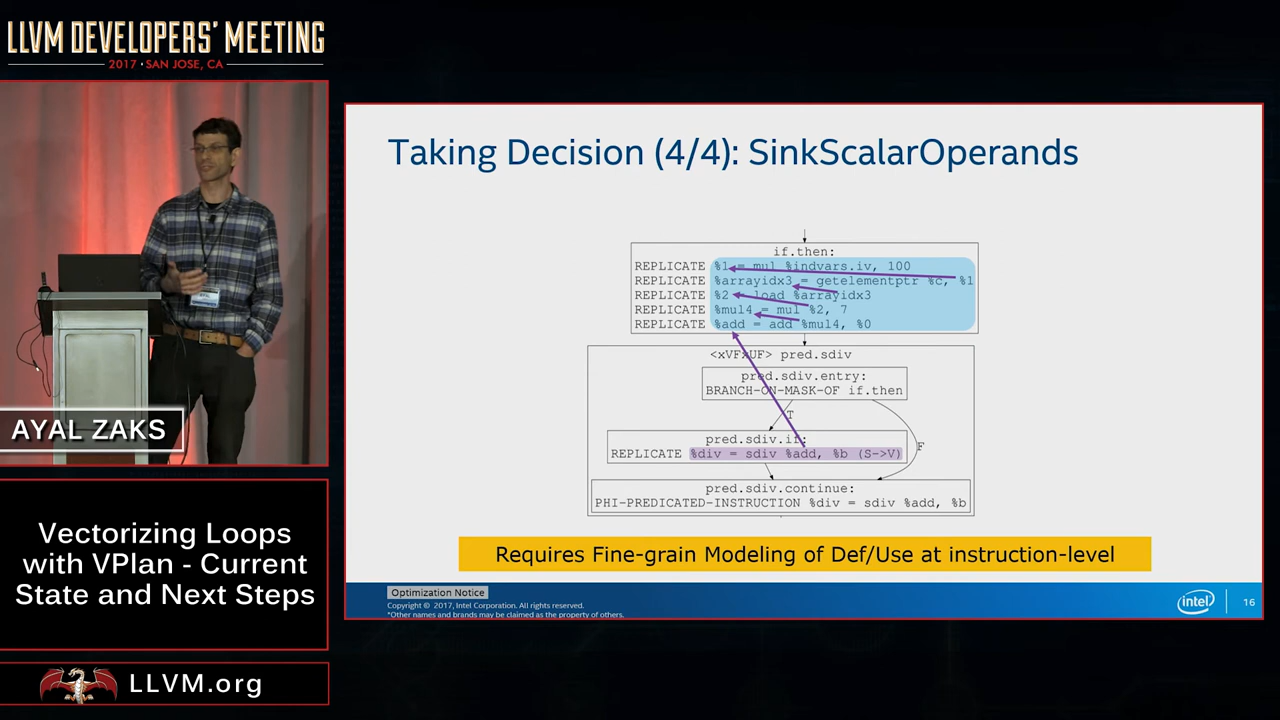 LLVM DEVELOPERS' MEETING
2017 · SAN JOSE, CA
AYAL ZAKS
Vectorizing Loops
with VPlan - Current
State and Next Steps
LLVM.org
Taking Decision (4/4): SinkScalarOperands
if.then:
REPLICATE %1 = mul %indvars.iv, 100
REPLICATE %arrayidx3 = getelementptr %c, %1
REPLICATE %2 = load %arrayidx3
REPLICATE %mul4 = mul %2, 7
REPLICATE %add = add %mul4, %0
<xVFxUF> pred.sdiv
pred.sdiv.entry:
BRANCH-ON-MASK-OF if.then
T
F
pred.sdiv.if:
REPLICATE %div = sdiv %add, %b (S->V)
pred.sdiv.continue:
PHI-PREDICATED-INSTRUCTION %div = sdiv %add, %b
Requires Fine-grain Modeling of Def/Use at instruction-level
Optimization Notice
Copyright © 2017, Intel Corporation. All rights reserved.
*Other names and brands may be claimed as the property of others.
intel
16